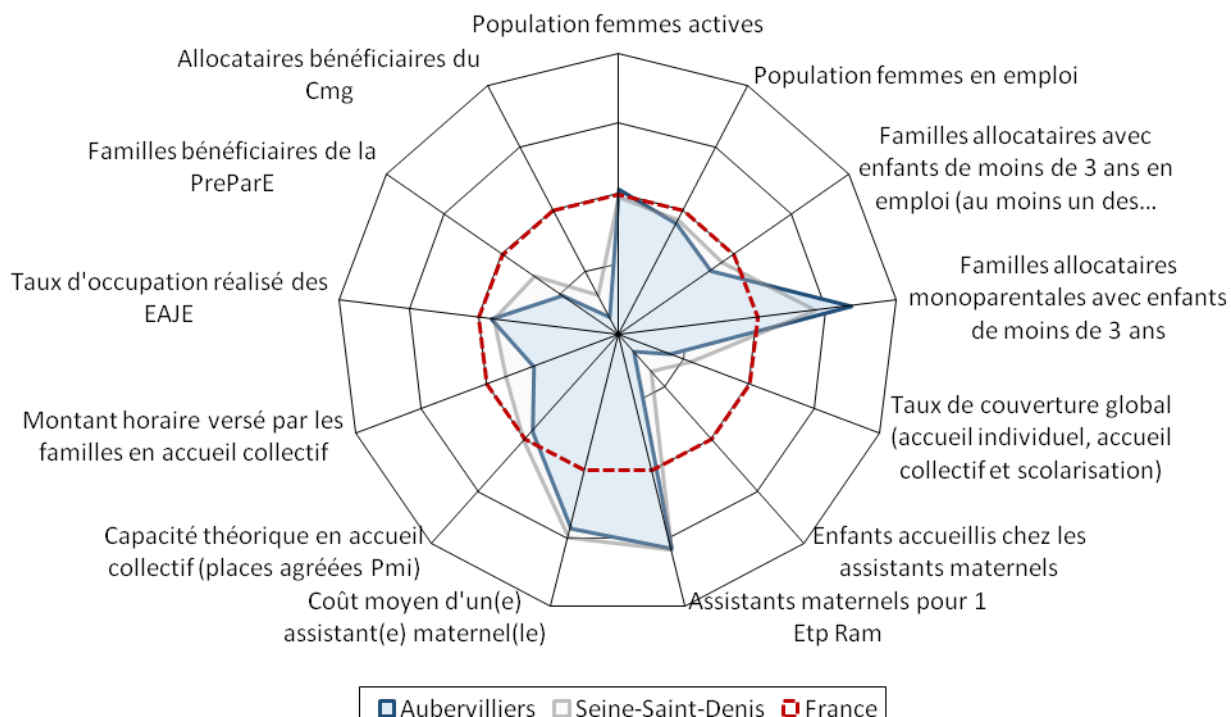 Population femmes actives
Population femmes en emploi
Familles allocataires avec
enfants de moins de 3 ans en
emploi (au moins un des...
Familles allocataires
monoparentales avec enfants
de moins de 3 ans
Taux de couverture global
(accueil individuel, accueil
collectif et scolarisation)
Enfants accueillis chez les
assistants maternels
Assistants maternels pour 1
Etp Ram
Coût moyen d'un(e)
assistant(e) maternel(le)
Capacité théorique en accueil
collectif (places agréées Pmi)
Montant horaire versé par les
familles en accueil collectif
Taux d'occupation réalisé des
EAJE
Familles bénéficiaires de la
PreParE
Allocataires bénéficiaires du
Cmg
Aubervilliers Seine-Saint-Denis France